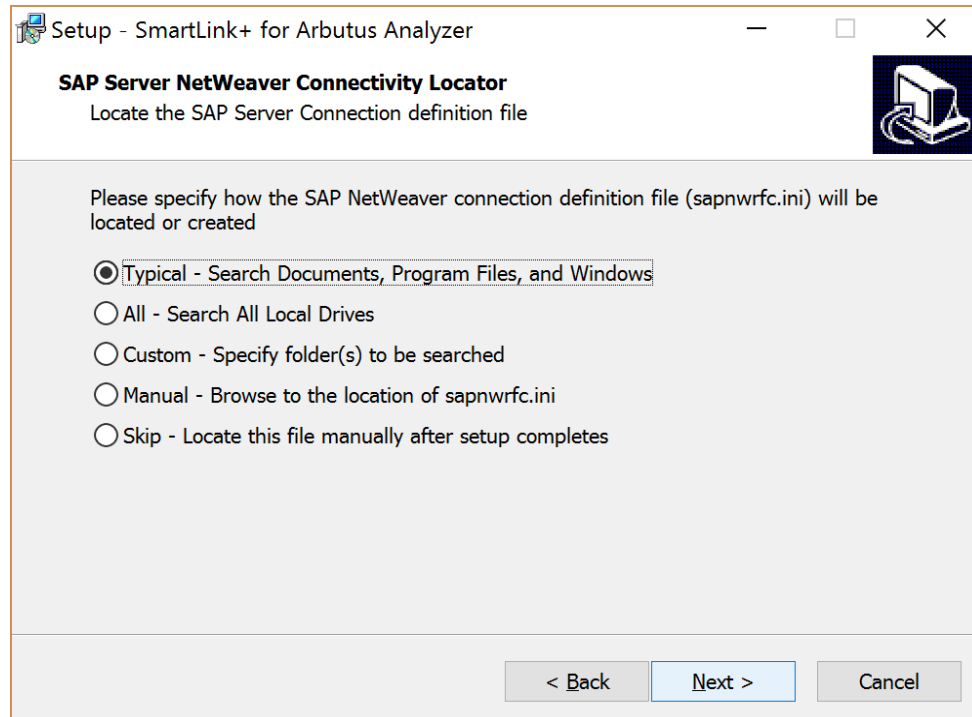 Setup - SmartLink+ for Arbutus Analyzer
SAP Server NetWeaver Connectivity Locator
Locate the SAP Server Connection definition file
Please specify how the SAP NetWeaver connection definition file (sapnwrfc.ini) will be
located or created
Typical - Search Documents, Program Files, and Windows
All - Search All Local Drives
Custom - Specify folder(s) to be searched
Manual - Browse to the location of sapnwrfc.ini
Skip - Locate this file manually after setup completes
< Back Next > Cancel